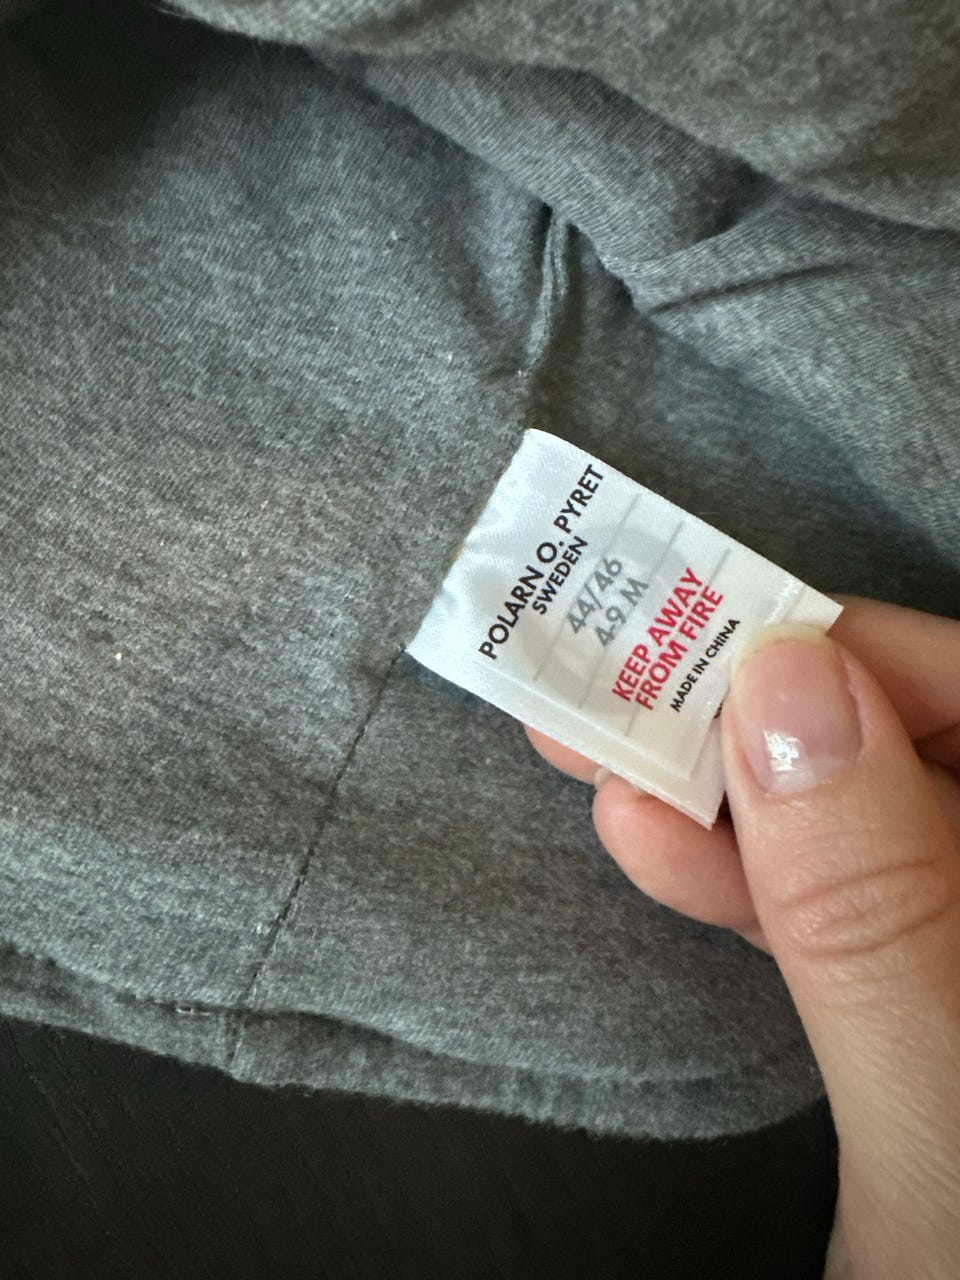 POLARN O. PYRET
SWEDEN
44/46
4-9 M
KEEP AWAY
FROM FIRE
MADE IN CHINA